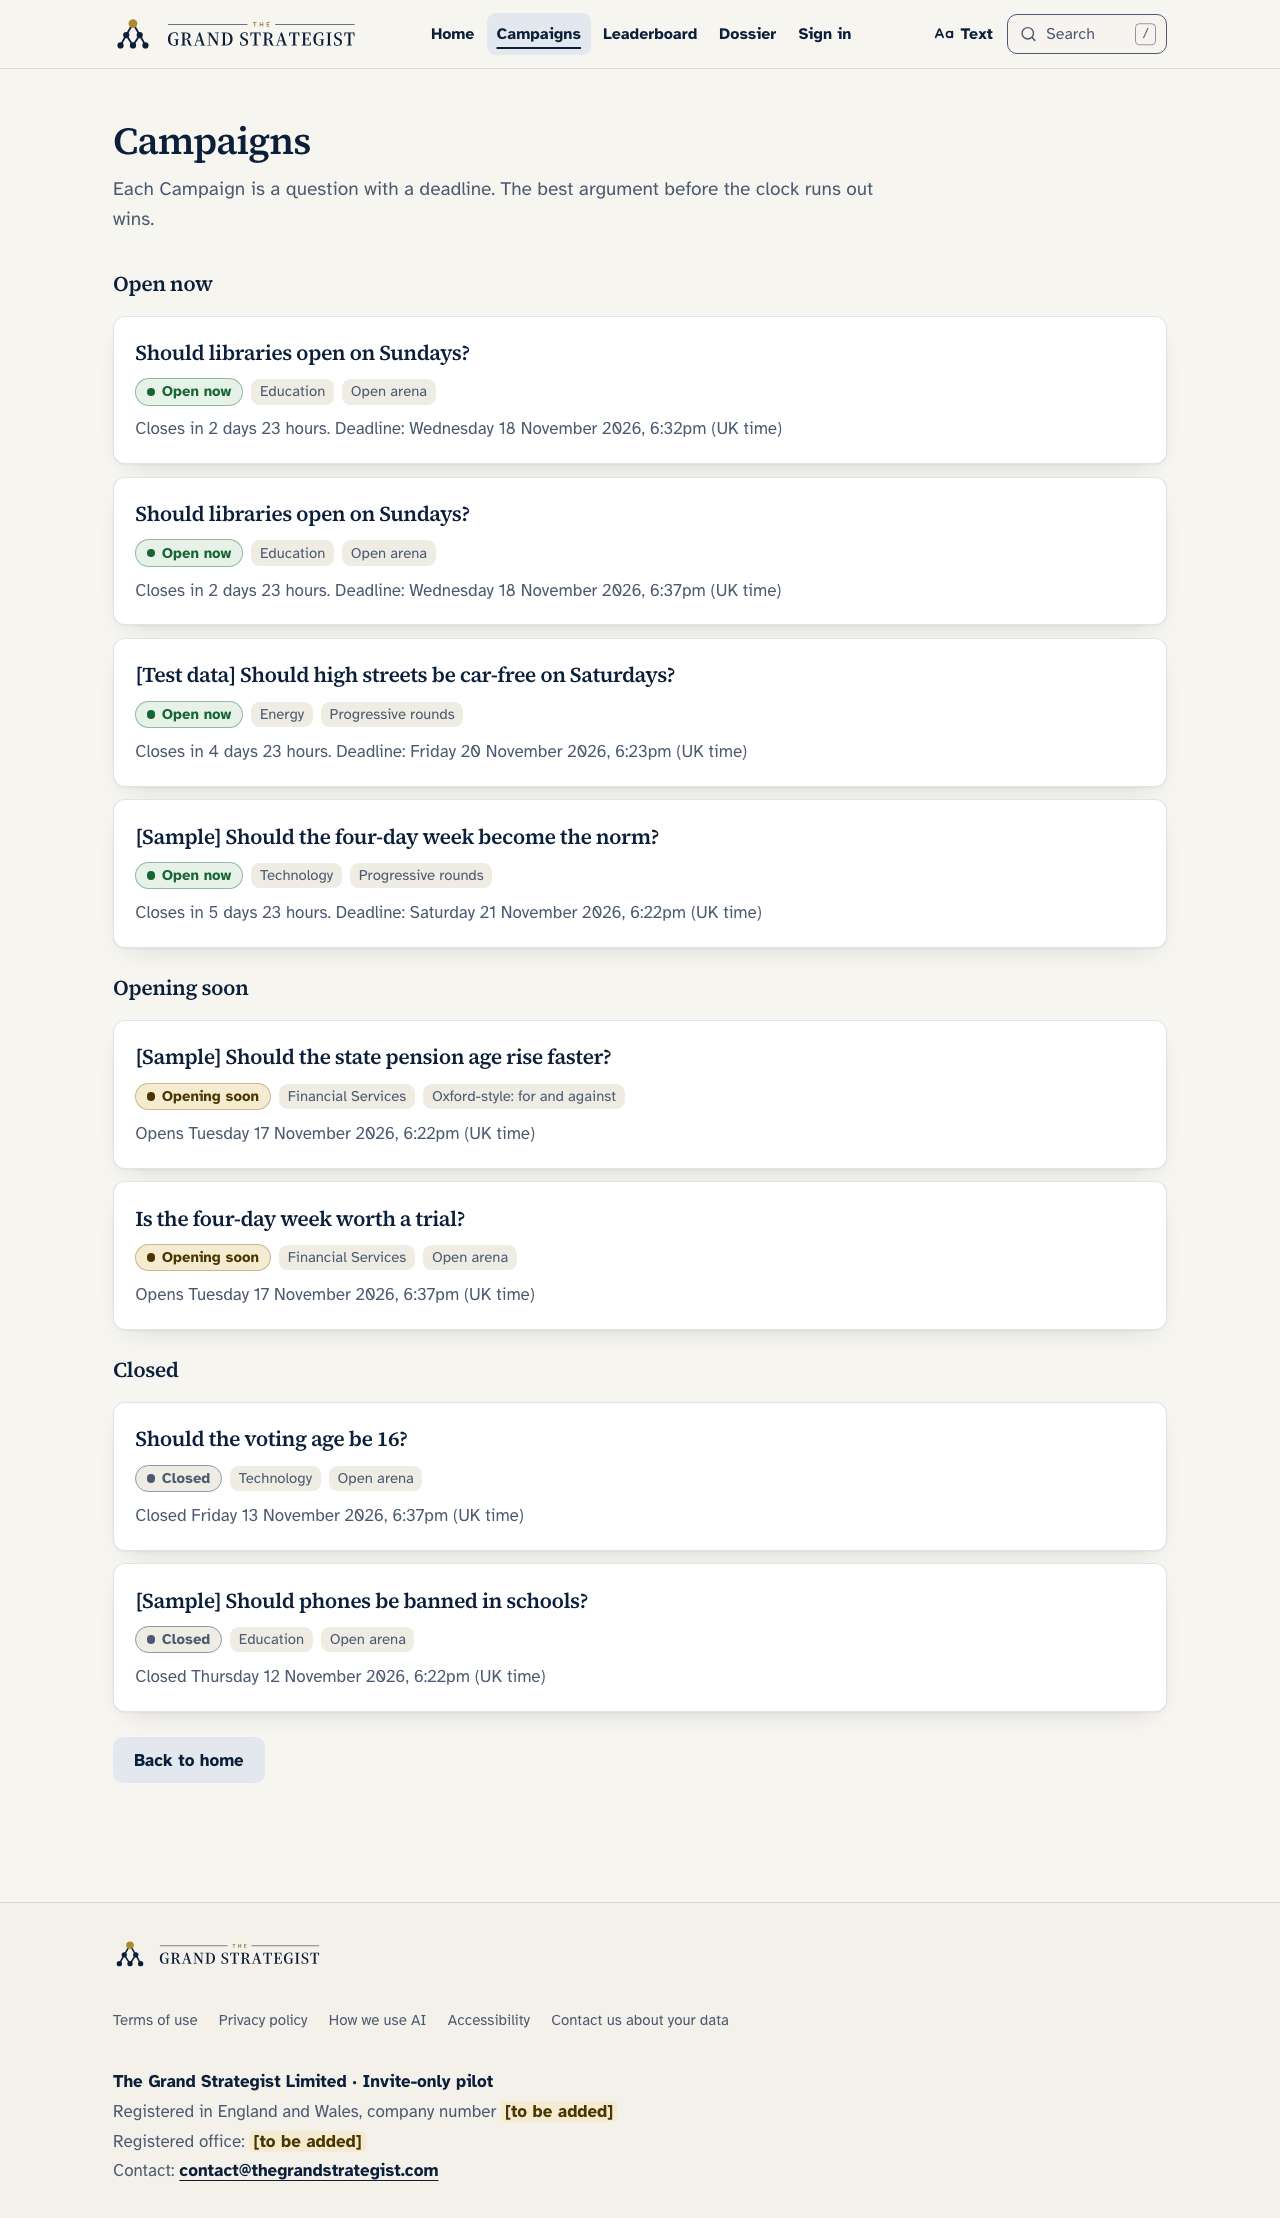 THE
GRAND STRATEGIST
Home
Campaigns
Leaderboard
Dossier
Sign in
Aa Text
Search
/
Campaigns
Each Campaign is a question with a deadline. The best argument before the clock runs out
wins.
Open now
Should libraries open on Sundays?
Open now
Education
Open arena
Closes in 2 days 23 hours. Deadline: Wednesday 18 November 2026, 6:32pm (UK time)
Should libraries open on Sundays?
Open now
Education
Open arena
Closes in 2 days 23 hours. Deadline: Wednesday 18 November 2026, 6:37pm (UK time)
[Test data] Should high streets be car-free on Saturdays?
Open now
Energy
Progressive rounds
Closes in 4 days 23 hours. Deadline: Friday 20 November 2026, 6:23pm (UK time)
[Sample] Should the four-day week become the norm?
Open now
Technology
Progressive rounds
Closes in 5 days 23 hours. Deadline: Saturday 21 November 2026, 6:22pm (UK time)
Opening soon
[Sample] Should the state pension age rise faster?
Opening soon
Financial Services
Oxford-style: for and against
Opens Tuesday 17 November 2026, 6:22pm (UK time)
Is the four-day week worth a trial?
Opening soon
Financial Services
Open arena
Opens Tuesday 17 November 2026, 6:37pm (UK time)
Closed
Should the voting age be 16?
Closed
Technology
Open arena
Closed Friday 13 November 2026, 6:37pm (UK time)
[Sample] Should phones be banned in schools?
Closed
Education
Open arena
Closed Thursday 12 November 2026, 6:22pm (UK time)
Back to home
THE
GRAND STRATEGIST
Terms of use
Privacy policy
How we use AI
Accessibility
Contact us about your data
The Grand Strategist Limited · Invite-only pilot
Registered in England and Wales, company number [to be added]
Registered office: [to be added]
Contact: contact@thegrandstrategist.com